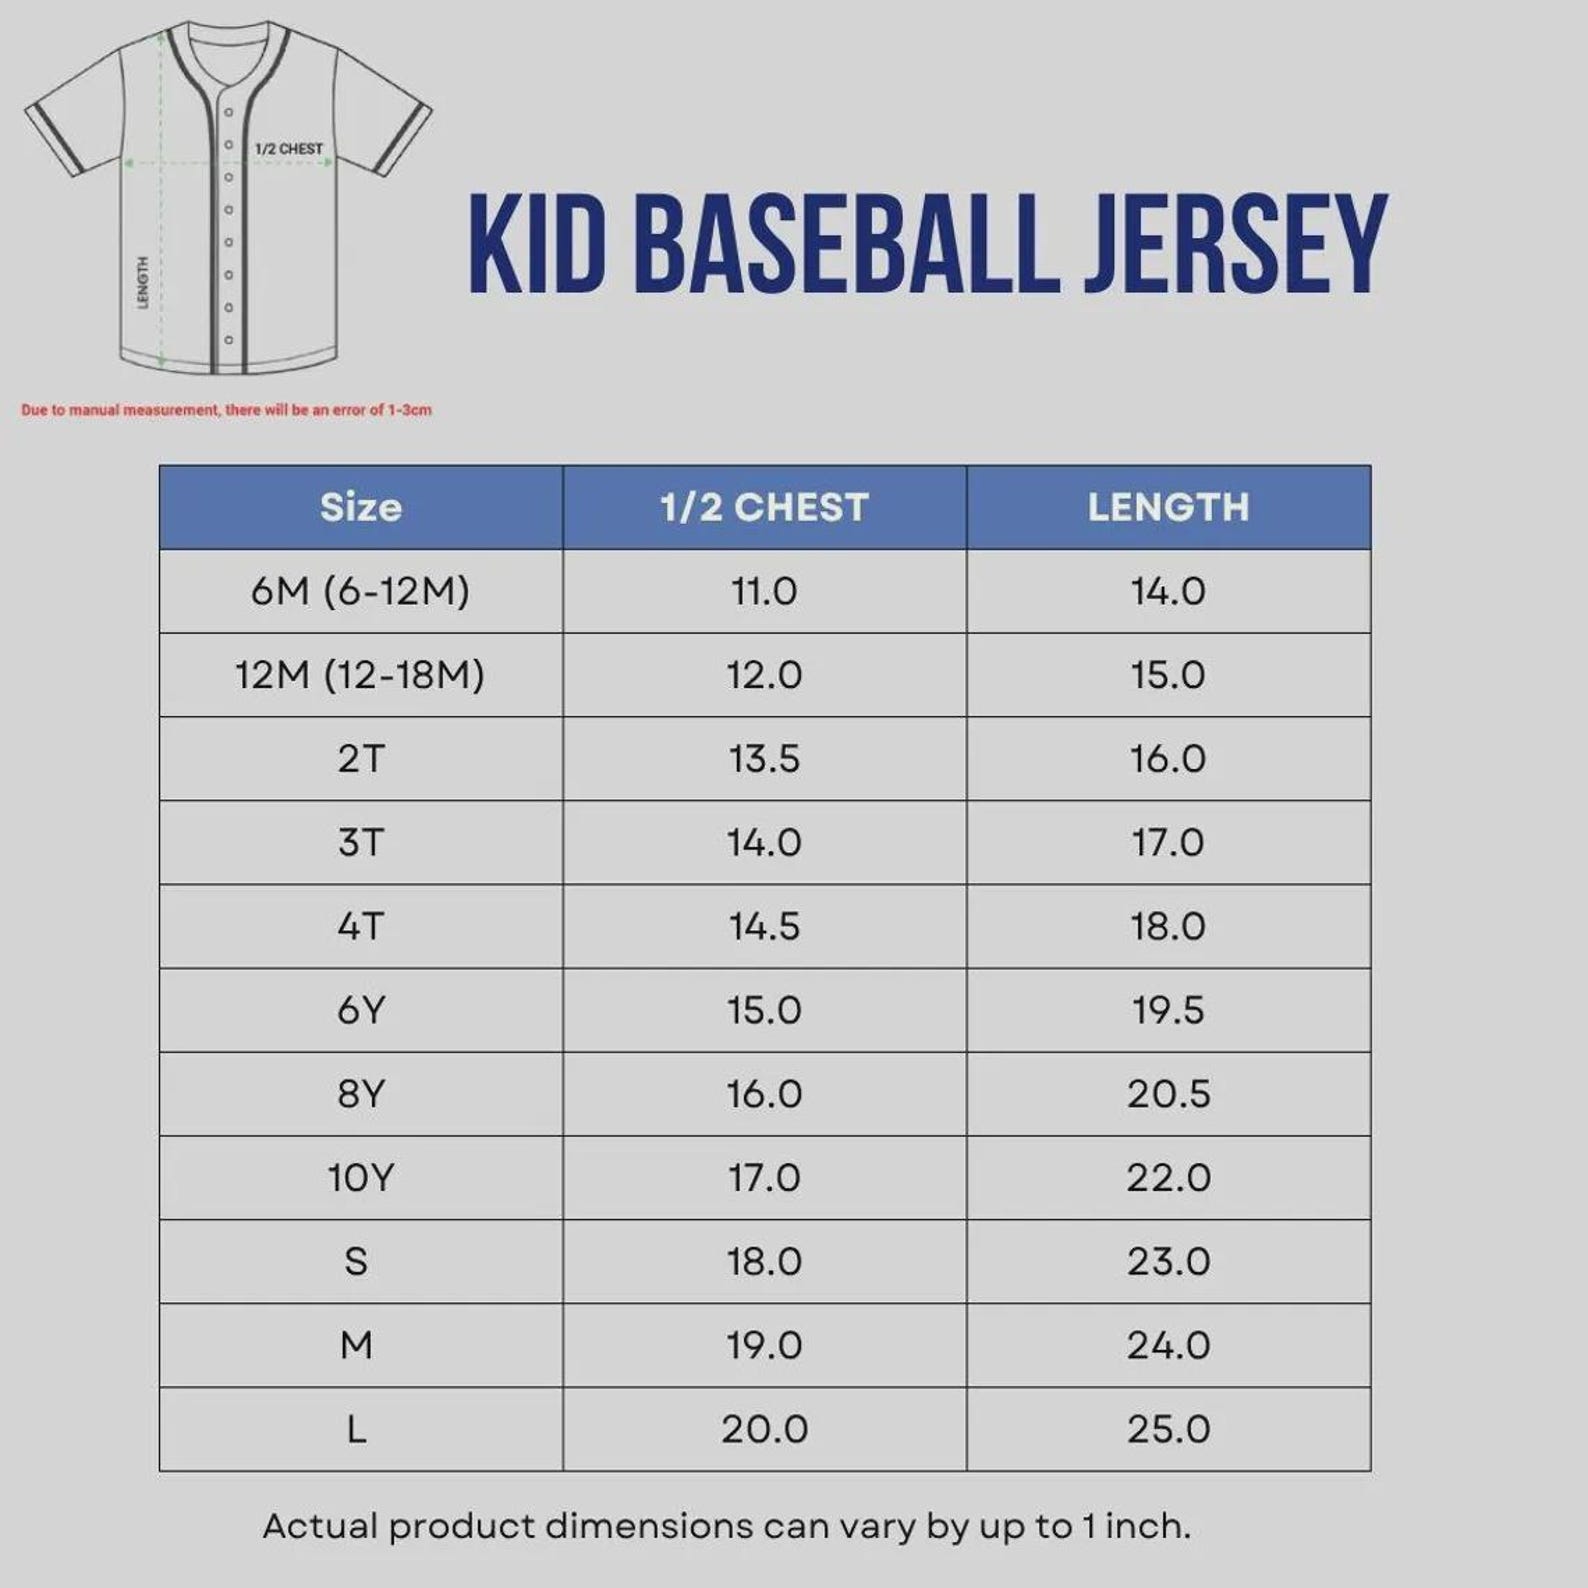 1/2 CHEST
LENGTH
KID BASEBALL JERSEY
Due to manual measurement, there will be an error of 1-3cm
Size 1/2 CHEST LENGTH
6M (6-12M) 11.0 14.0
12M (12-18M) 12.0 15.0
2T 13.5 16.0
3T 14.0 17.0
4T 14.5 18.0
6Y 15.0 19.5
8Y 16.0 20.5
10Y 17.0 22.0
S 18.0 23.0
M 19.0 24.0
L 20.0 25.0
Actual product dimensions can vary by up to 1 inch.